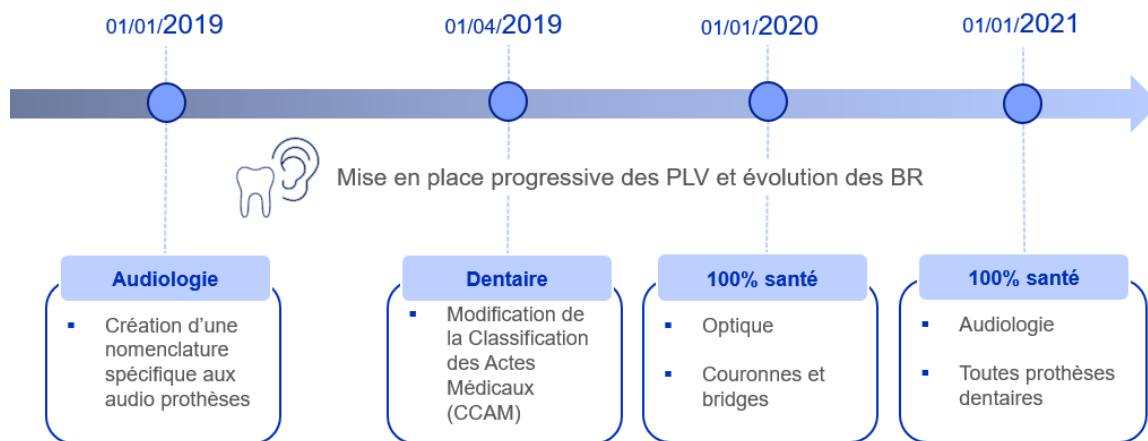 01/01/2019
01/04/2019
01/01/2020
01/01/2021
Mise en place progressive des PLV et évolution des BR
Audiologie
▪ Création d'une
nomenclature
spécifique aux
audio prothèses
Dentaire
▪ Modification de
la Classification
des Actes
Médicaux
(CCAM)
100% santé
▪ Optique
▪ Couronnes et
bridges
100% santé
▪ Audiologie
▪ Toutes prothèses
dentaires